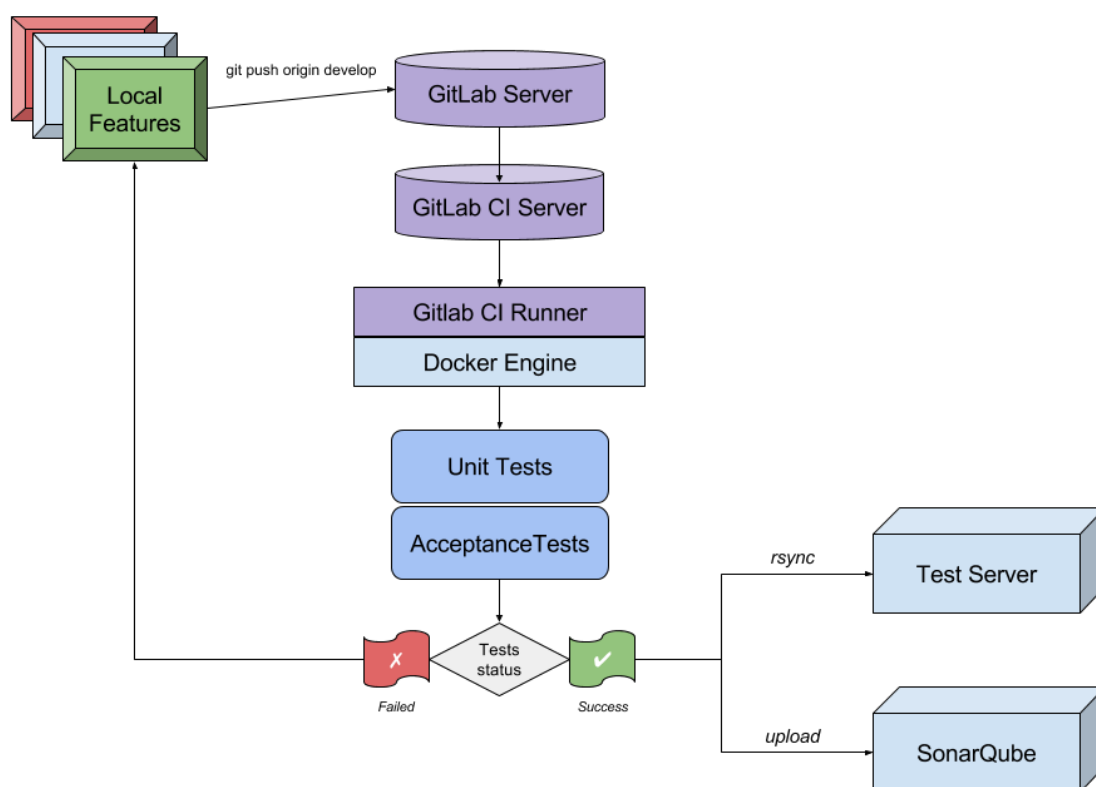 git push origin develop
Local
Features
GitLab Server
GitLab CI Server
Gitlab CI Runner
Docker Engine
Unit Tests
AcceptanceTests
Tests
status
✗
Failed
✔
Success
rsync
Test Server
upload
SonarQube